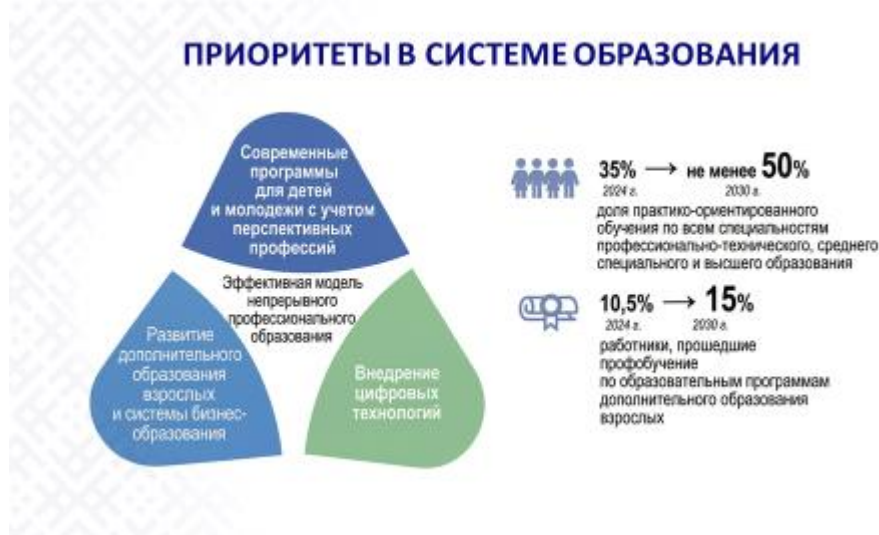 ПРИОРИТЕТЫ В СИСТЕМЕ ОБРАЗОВАНИЯ
Современные
программы
для детей
и молодежи с учетом
перспективных
профессий
Эффективная модель
непрерывного
профессионального
образования
Развитие
дополнительного
образования
взрослых
и системы бизнес-
образования
Внедрение
цифровых
технологий
35% → не менее 50%
2024 г. 2030 г.
доля практико-ориентированного
обучения по всем специальностям
профессионально-технического, среднего
специального и высшего образования
10,5% → 15%
2024 г. 2030 г.
работники, прошедшие
профобучение
по образовательным программам
дополнительного образования
взрослых